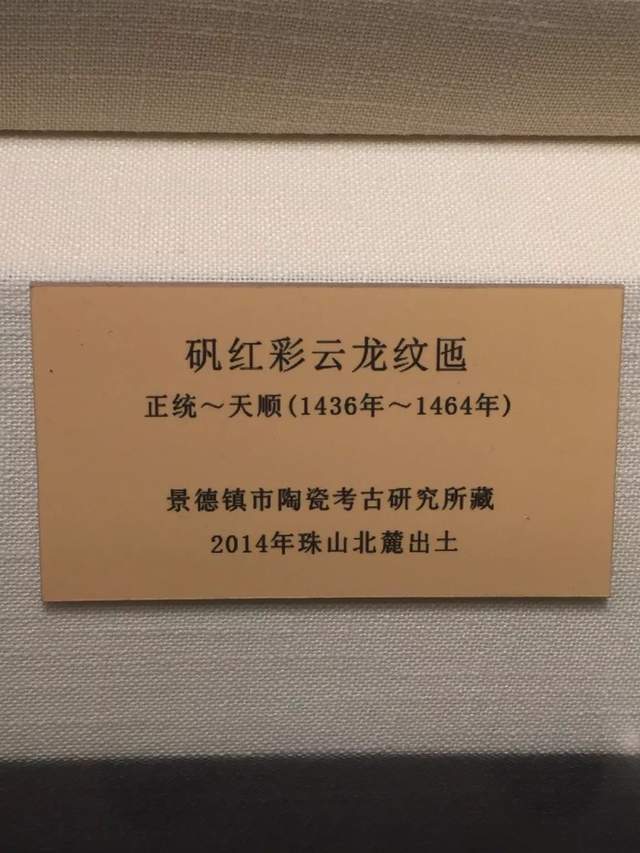 矾红彩云龙纹匜
正统～天顺(1436年～1464年)
景德镇市陶瓷考古研究所藏
2014年珠山北麓出土